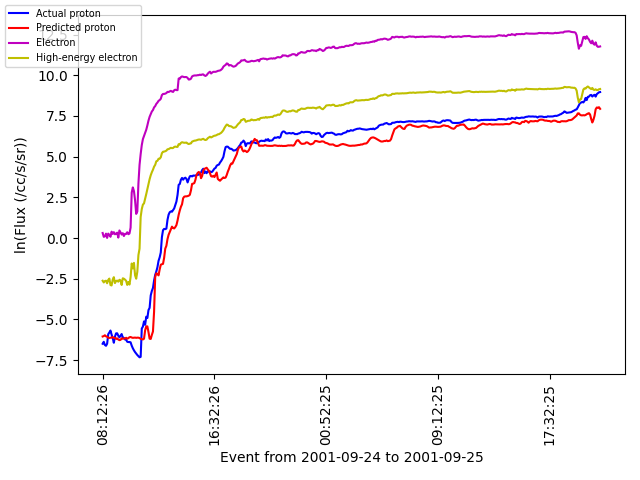 Actual proton
Predicted proton
Electron
High-energy electron
12.5
10.0
7.5
5.0
2.5
0.0
−2.5
−5.0
−7.5
ln(Flux (/cc/s/sr))
08:12:26
16:32:26
00:52:25
09:12:25
17:32:25
Event from 2001-09-24 to 2001-09-25